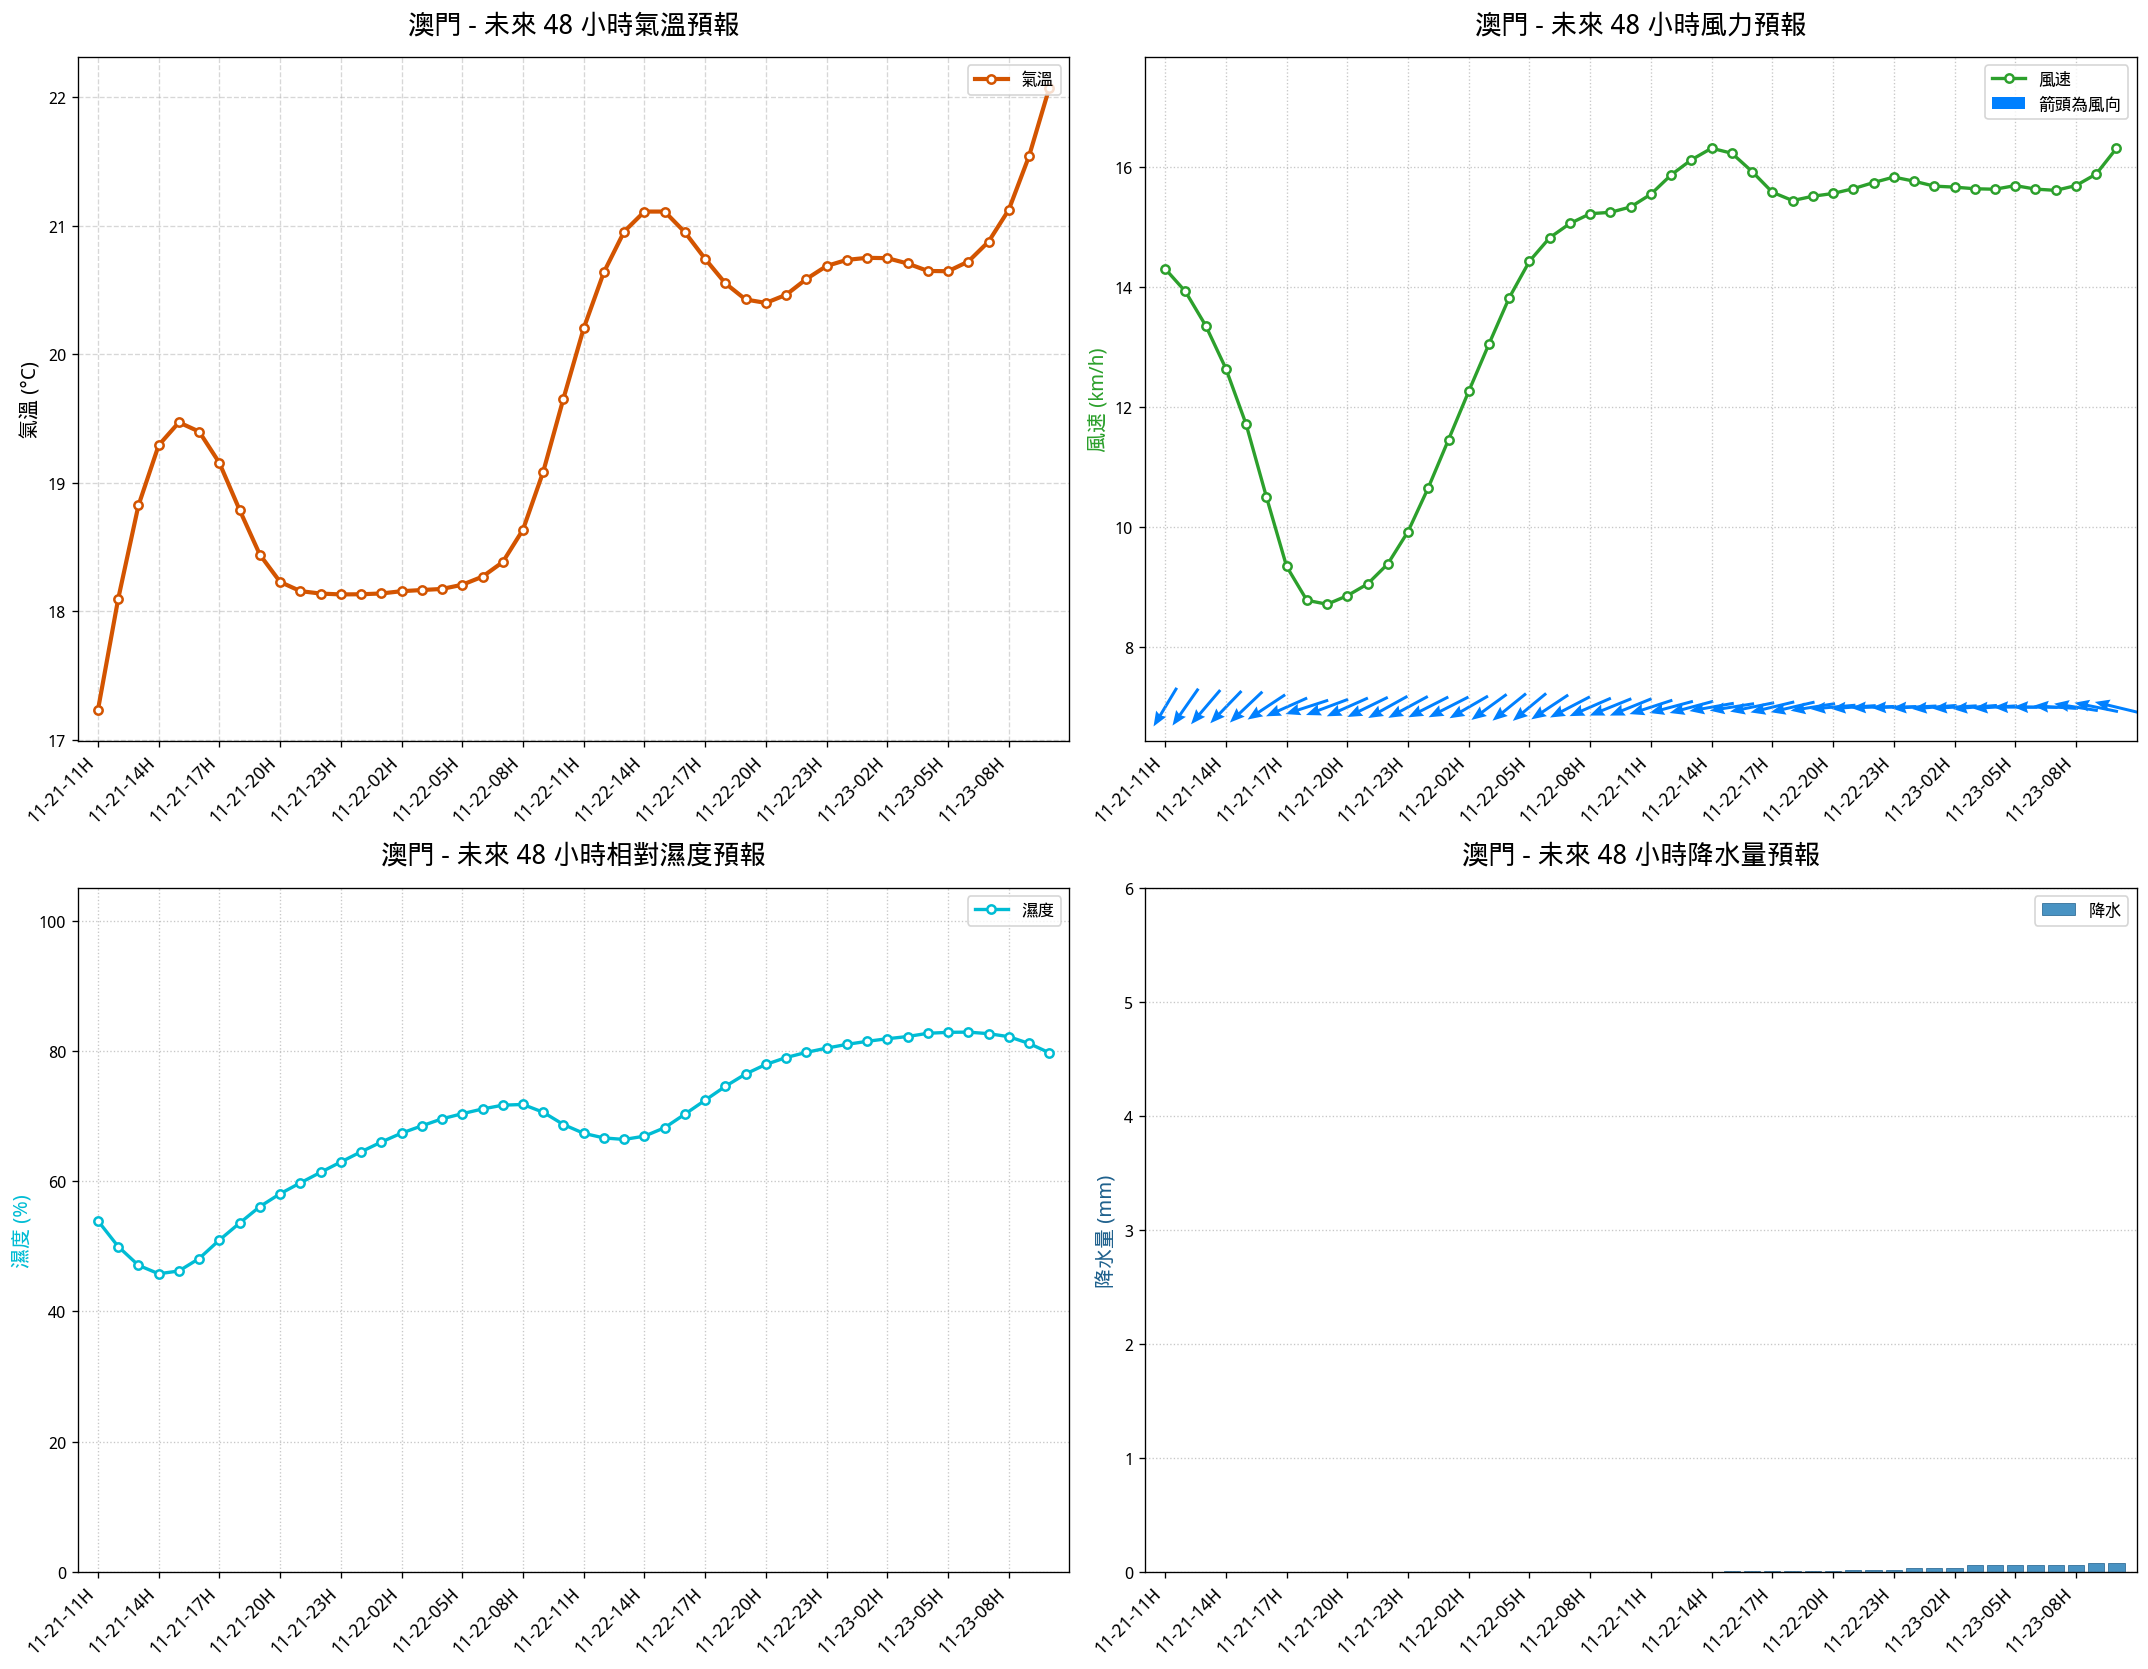 澳門 - 未來 48 小時氣溫預報
氣溫
氣溫 (°C)
22
21
20
19
18
17
11-21-11H
11-21-14H
11-21-17H
11-21-20H
11-21-23H
11-22-02H
11-22-05H
11-22-08H
11-22-11H
11-22-14H
11-22-17H
11-22-20H
11-22-23H
11-23-02H
11-23-05H
11-23-08H
澳門 - 未來 48 小時風力預報
風速
箭頭為風向
風速 (km/h)
16
14
12
10
8
11-21-11H
11-21-14H
11-21-17H
11-21-20H
11-21-23H
11-22-02H
11-22-05H
11-22-08H
11-22-11H
11-22-14H
11-22-17H
11-22-20H
11-22-23H
11-23-02H
11-23-05H
11-23-08H
澳門 - 未來 48 小時相對濕度預報
濕度
濕度 (%)
100
80
60
40
20
0
11-21-11H
11-21-14H
11-21-17H
11-21-20H
11-21-23H
11-22-02H
11-22-05H
11-22-08H
11-22-11H
11-22-14H
11-22-17H
11-22-20H
11-22-23H
11-23-02H
11-23-05H
11-23-08H
澳門 - 未來 48 小時降水量預報
降水
降水量 (mm)
6
5
4
3
2
1
0
11-21-11H
11-21-14H
11-21-17H
11-21-20H
11-21-23H
11-22-02H
11-22-05H
11-22-08H
11-22-11H
11-22-14H
11-22-17H
11-22-20H
11-22-23H
11-23-02H
11-23-05H
11-23-08H